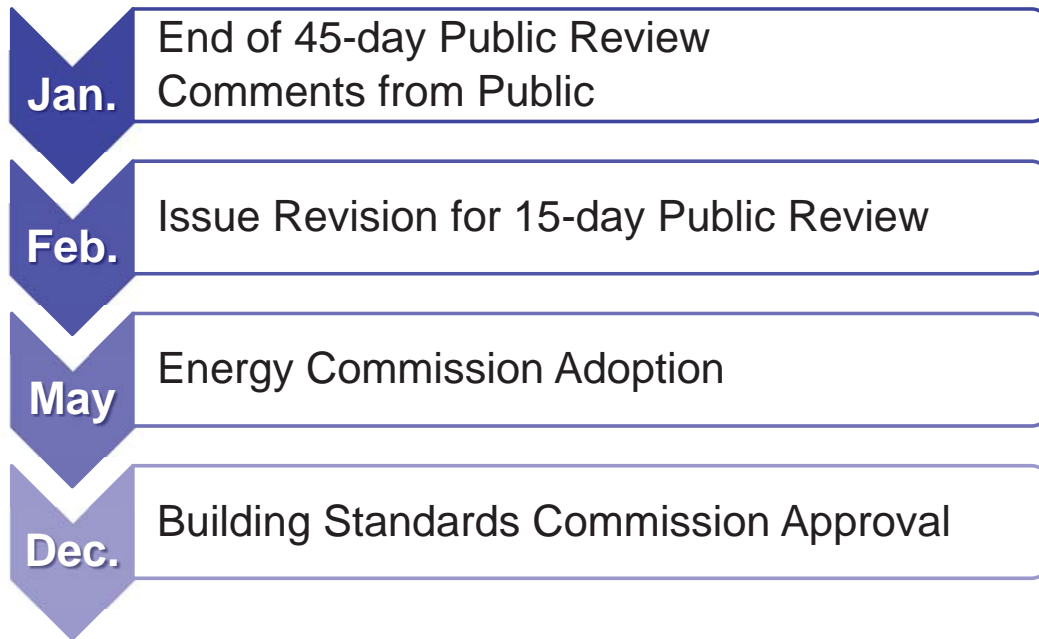 Jan.
End of 45-day Public Review
Comments from Public
Feb.
Issue Revision for 15-day Public Review
May
Energy Commission Adoption
Dec.
Building Standards Commission Approval